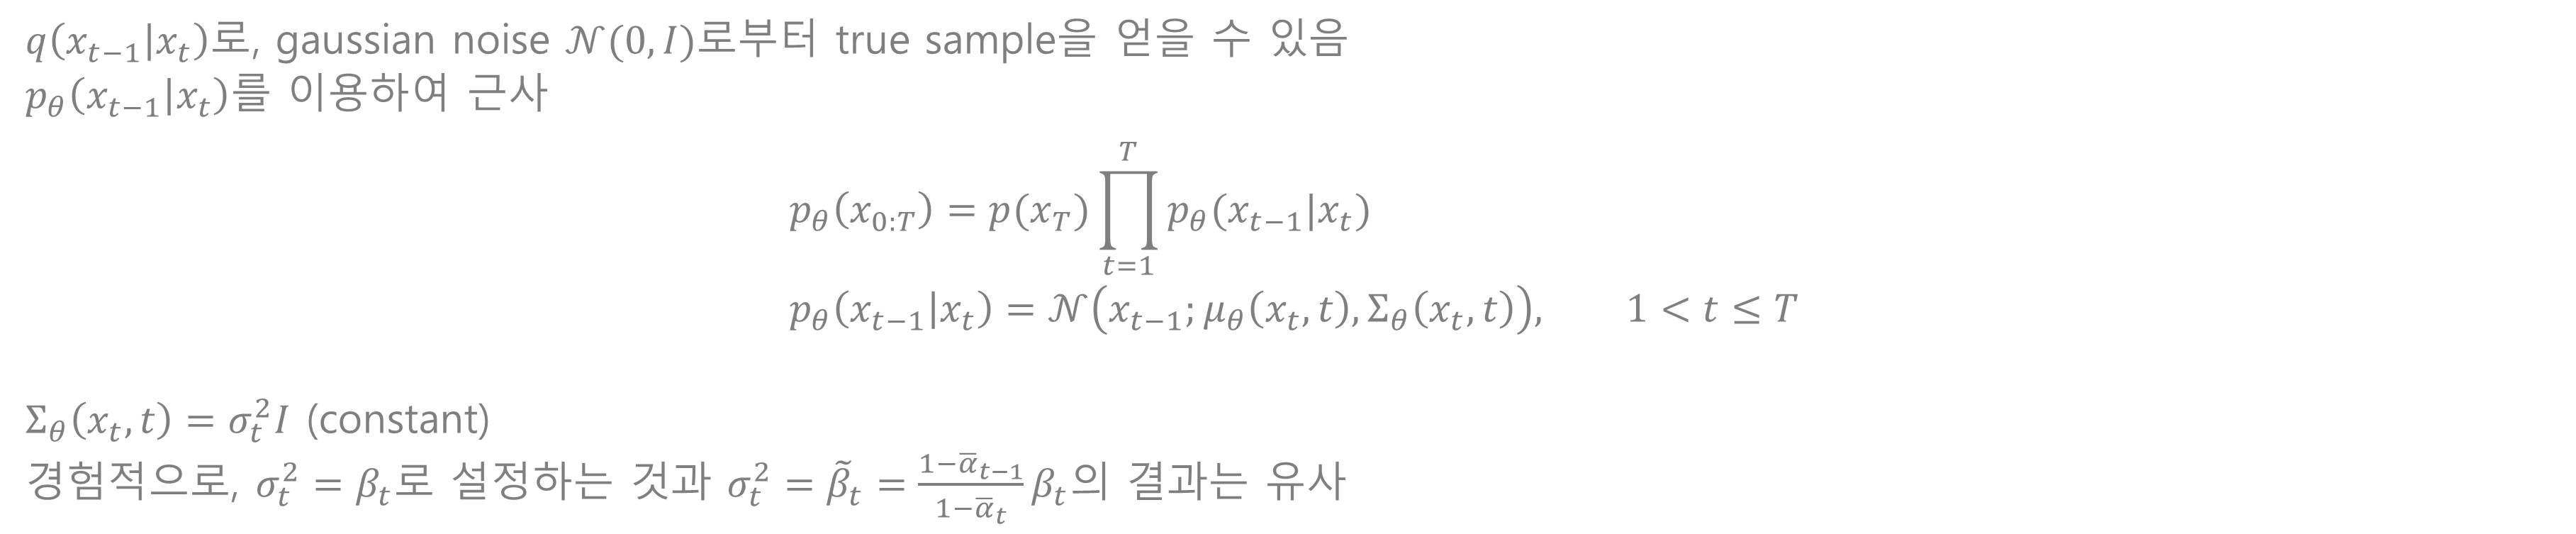 q(x_{t−1}|x_t)로, gaussian noise 𝒩(0, I)로부터 true sample을 얻을 수 있음
p_θ(x_{t−1}|x_t)를 이용하여 근사
p_θ(x_{0:T}) = p(x_T) ∏_{t=1}^{T} p_θ(x_{t−1}|x_t)
p_θ(x_{t−1}|x_t) = 𝒩(x_{t−1}; μ_θ(x_t, t), Σ_θ(x_t, t)), 1 < t ≤ T
Σ_θ(x_t, t) = σ_t^2 I (constant)
경험적으로, σ_t^2 = β_t로 설정하는 것과 σ_t^2 = β̃_t = \frac{1−ᾱ_{t−1}}{1−ᾱ_t} β_t의 결과는 유사